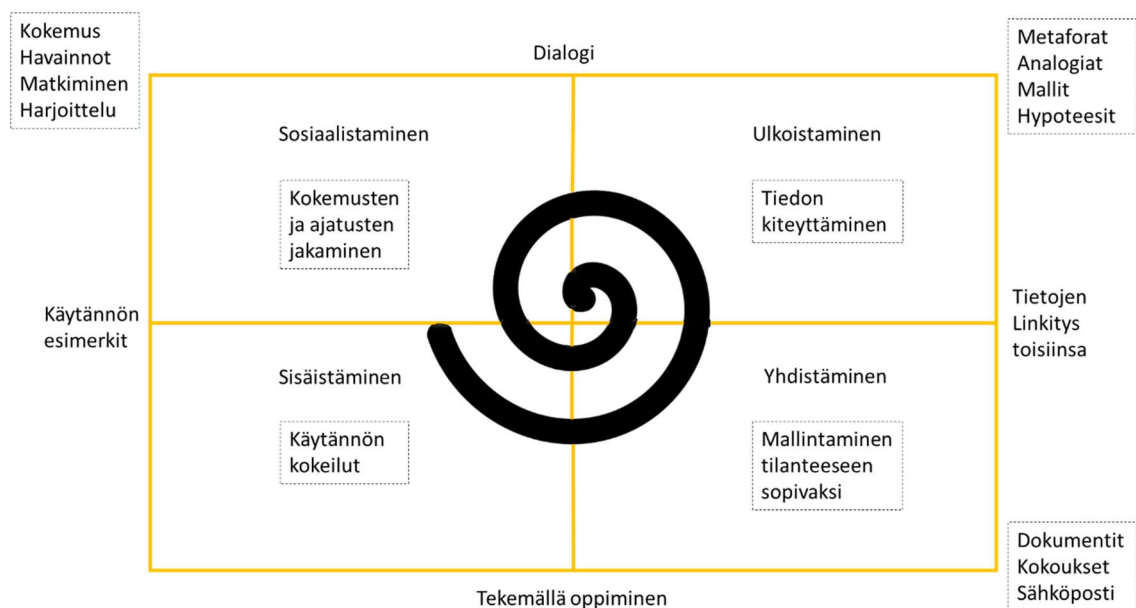 Kokemus
Havainnot
Matkiminen
Harjoittelu
Dialogi
Metaforat
Analogiat
Mallit
Hypoteesit
Sosiaalistaminen
Kokemusten
ja ajatusten
jakaminen
Ulkoistaminen
Tiedon
kiteyttäminen
Käytännön
esimerkit
Tietojen
Linkitys
toisiinsa
Sisäistäminen
Käytännön
kokeilut
Yhdistäminen
Mallintaminen
tilanteeseen
sopivaksi
Dokumentit
Kokoukset
Sähköposti
Tekemällä oppiminen